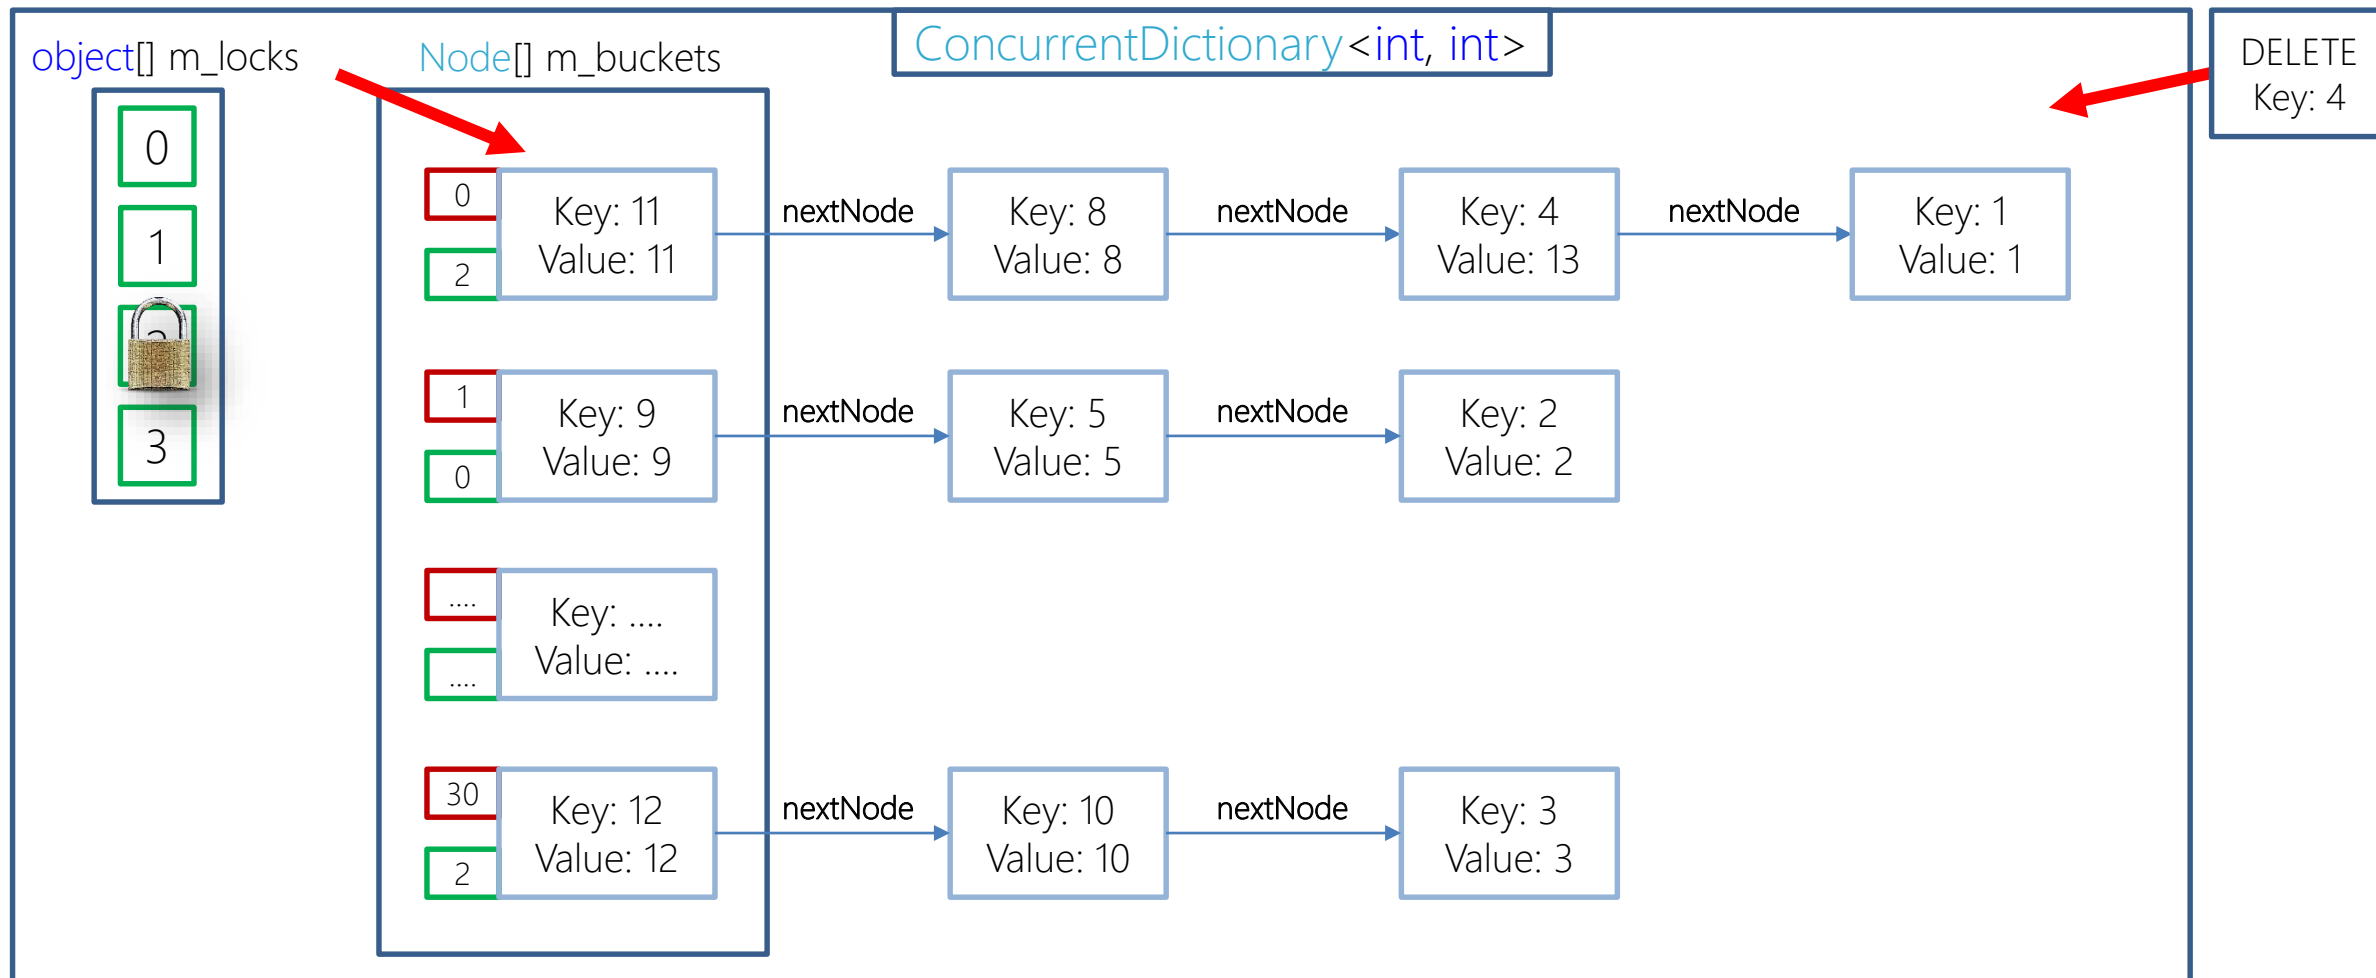 ConcurrentDictionary<int, int>
DELETE
Key: 4
object[] m_locks
0
1
3
Node[] m_buckets
0
2
Key: 11
Value: 11
nextNode
Key: 8
Value: 8
nextNode
Key: 4
Value: 13
nextNode
Key: 1
Value: 1
1
0
Key: 9
Value: 9
nextNode
Key: 5
Value: 5
nextNode
Key: 2
Value: 2
....
....
Key: ....
Value: ....
30
2
Key: 12
Value: 12
nextNode
Key: 10
Value: 10
nextNode
Key: 3
Value: 3